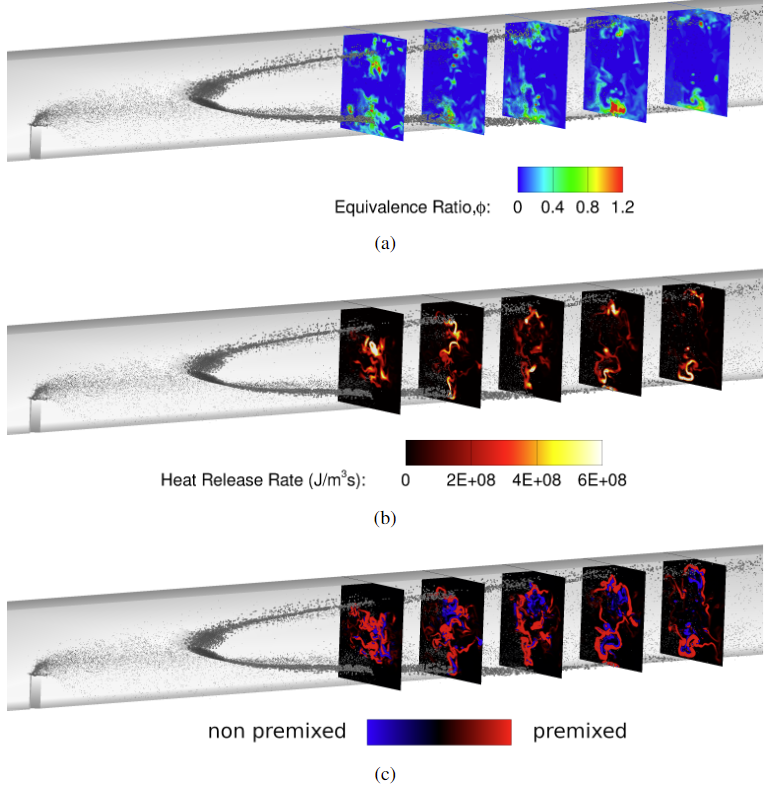 Equivalence Ratio,ϕ:
0 0.4 0.8 1.2
(a)
Heat Release Rate (J/m³s):
0 2E+08 4E+08 6E+08
(b)
non premixed premixed
(c)